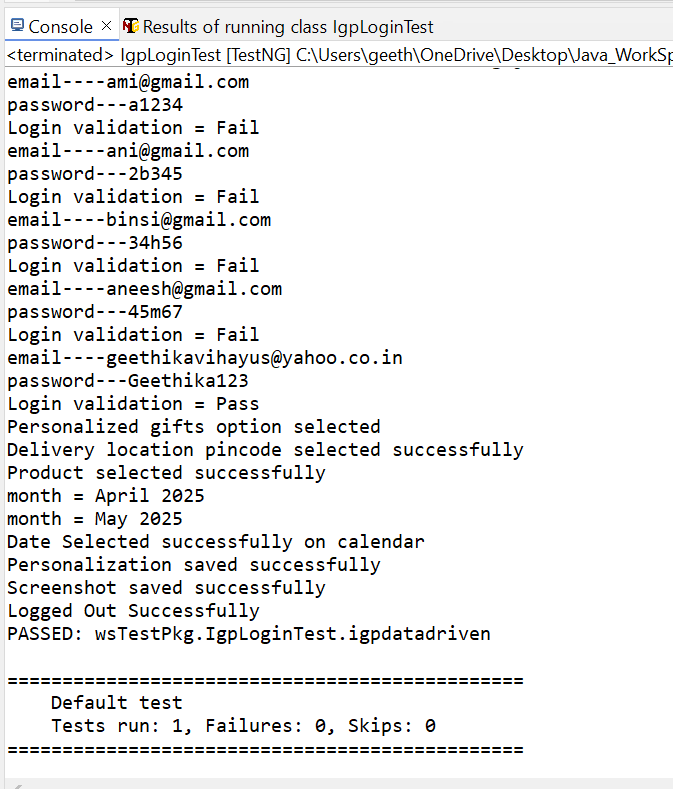 Console × Results of running class IgpLoginTest
<terminated> IgpLoginTest [TestNG] C:\Users\geeth\OneDrive\Desktop\Java_WorkSp
email----ami@gmail.com
password---a1234
Login validation = Fail
email----ani@gmail.com
password---2b345
Login validation = Fail
email----binsi@gmail.com
password---34h56
Login validation = Fail
email----aneesh@gmail.com
password---45m67
Login validation = Fail
email----geethikavihayus@yahoo.co.in
password---Geethika123
Login validation = Pass
Personalized gifts option selected
Delivery location pincode selected successfully
Product selected successfully
month = April 2025
month = May 2025
Date Selected successfully on calendar
Personalization saved successfully
Screenshot saved successfully
Logged Out Successfully
PASSED: wsTestPkg.IgpLoginTest.igpdatadriven
===============================================
Default test
Tests run: 1, Failures: 0, Skips: 0
===============================================